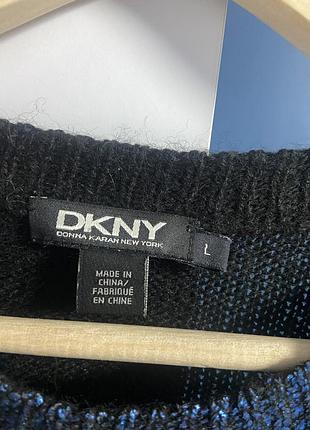 DKNY
DONNA KARAN NEW YORK
L
MADE IN
CHINA/
FABRIQUÉ
EN CHINE